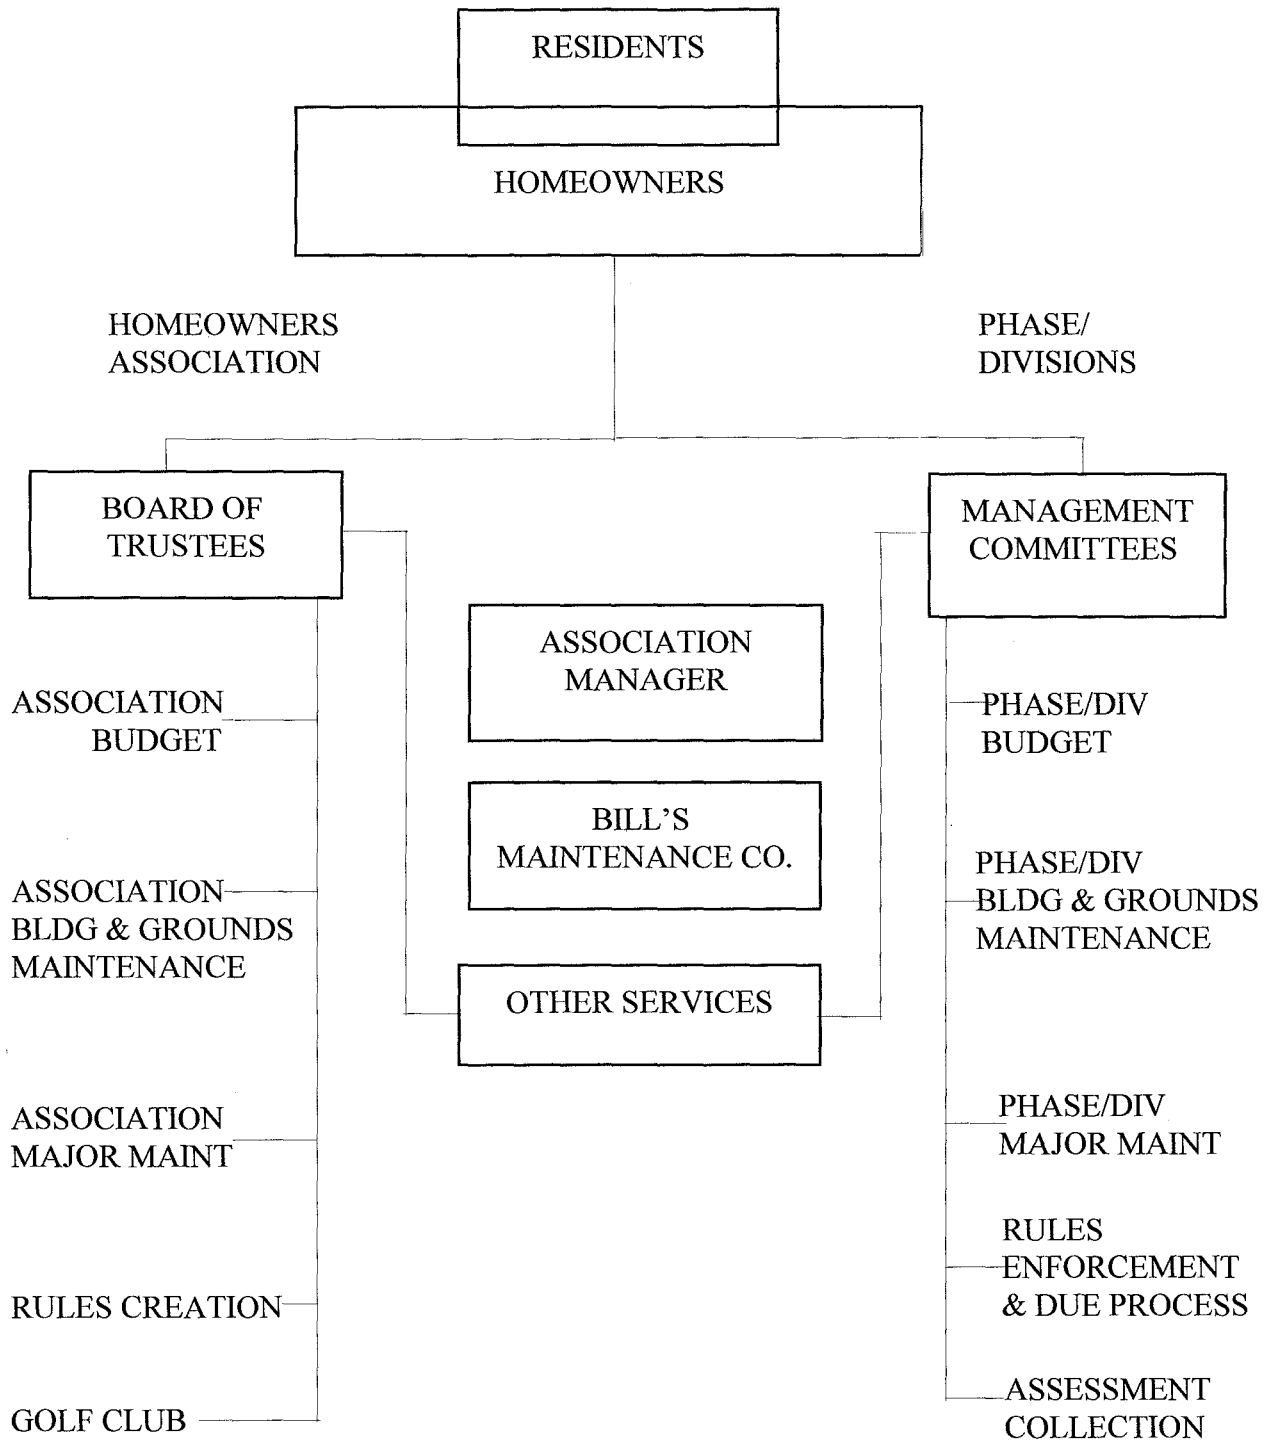 RESIDENTS
HOMEOWNERS
HOMEOWNERS
ASSOCIATION
PHASE/
DIVISIONS
BOARD OF
TRUSTEES
MANAGEMENT
COMMITTEES
ASSOCIATION
MANAGER
BILL'S
MAINTENANCE CO.
OTHER SERVICES
ASSOCIATION
BUDGET
ASSOCIATION
BLDG & GROUNDS
MAINTENANCE
ASSOCIATION
MAJOR MAINT
RULES CREATION
GOLF CLUB
PHASE/DIV
BUDGET
PHASE/DIV
BLDG & GROUNDS
MAINTENANCE
PHASE/DIV
MAJOR MAINT
RULES
ENFORCEMENT
& DUE PROCESS
ASSESSMENT
COLLECTION